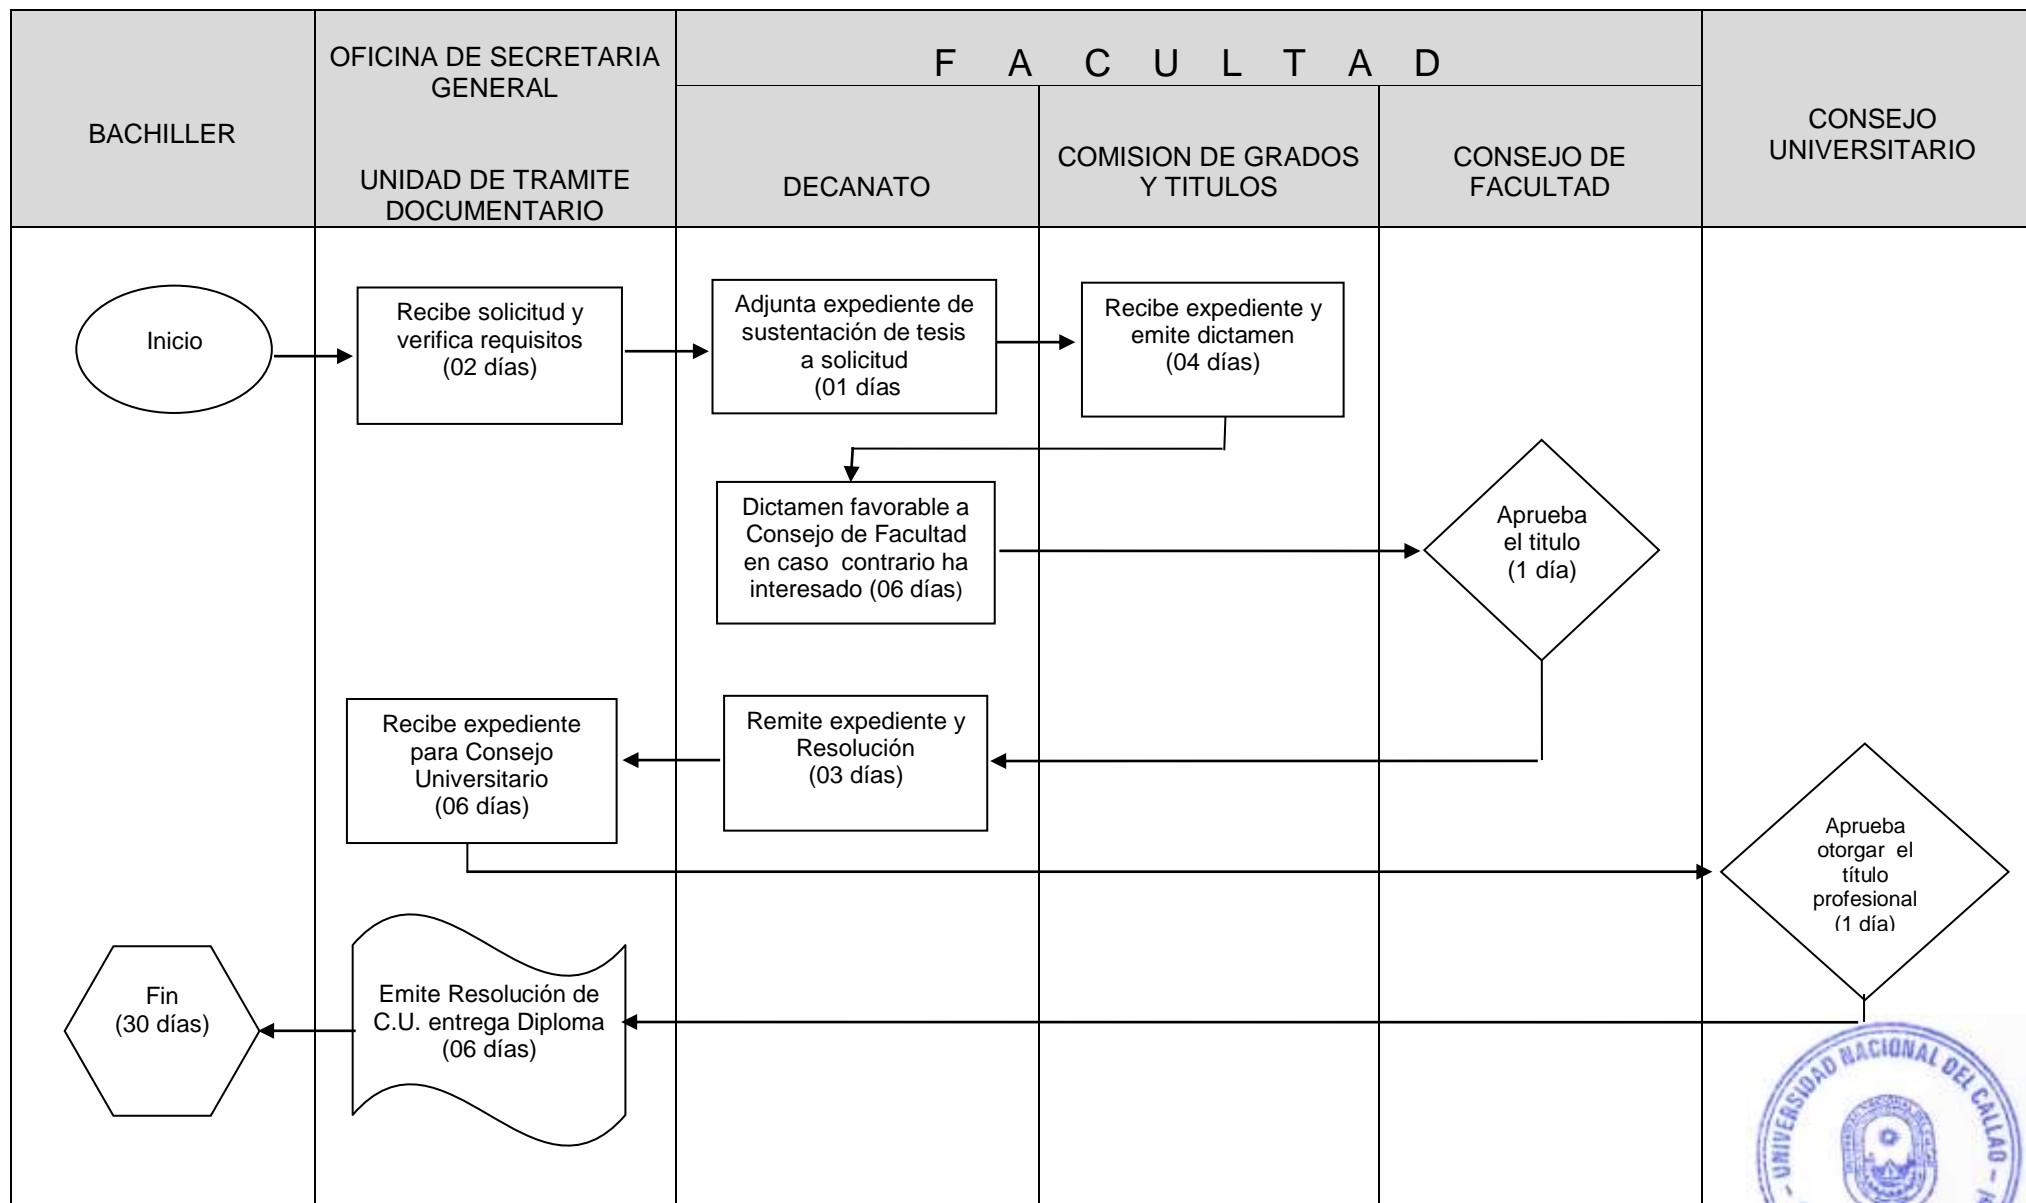 BACHILLER
OFICINA DE SECRETARIA
GENERAL
UNIDAD DE TRAMITE
DOCUMENTARIO
F A C U L T A D
DECANATO
COMISION DE GRADOS
Y TITULOS
CONSEJO DE
FACULTAD
CONSEJO
UNIVERSITARIO
Inicio
Recibe solicitud y
verifica requisitos
(02 días)
Adjunta expediente de
sustentación de tesis
a solicitud
(01 días
Recibe expediente y
emite dictamen
(04 días)
Dictamen favorable a
Consejo de Facultad
en caso contrario ha
interesado (06 días)
Aprueba
el titulo
(1 día)
Remite expediente y
Resolución
(03 días)
Recibe expediente
para Consejo
Universitario
(06 días)
Aprueba
otorgar el
título
profesional
(1 día)
Emite Resolución de
C.U. entrega Diploma
(06 días)
Fin
(30 días)
- UNIVERSIDAD NACIONAL DEL CALLAO -